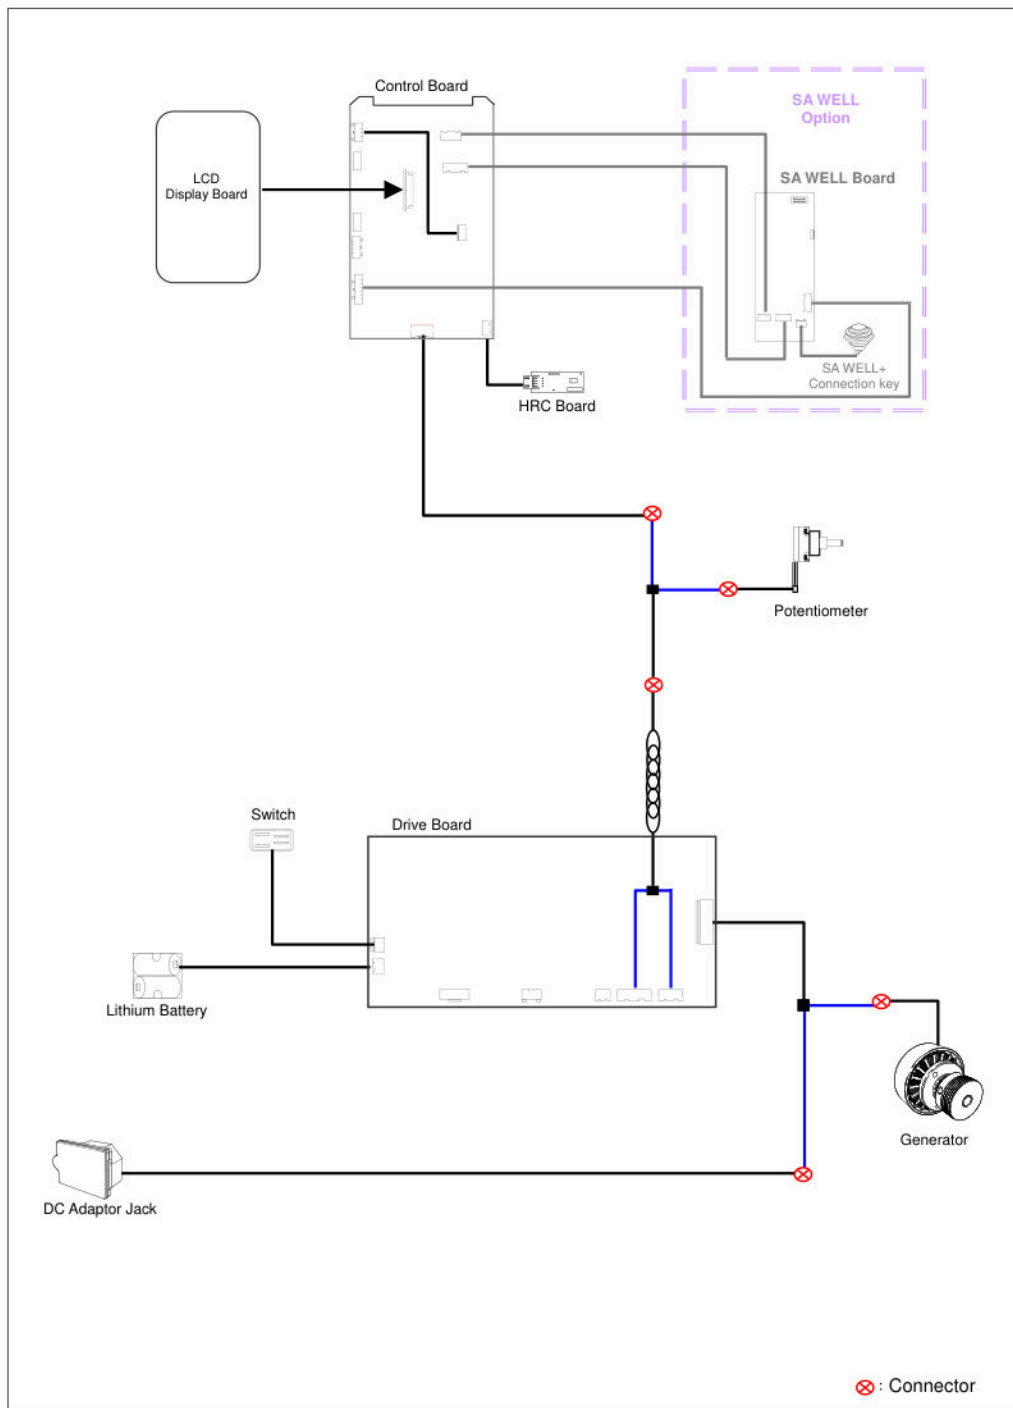 Control Board
SA WELL
Option
LCD
Display Board
SA WELL Board
SA WELL+
Connection key
HRC Board
Potentiometer
Switch
Drive Board
Lithium Battery
Generator
DC Adaptor Jack
: Connector